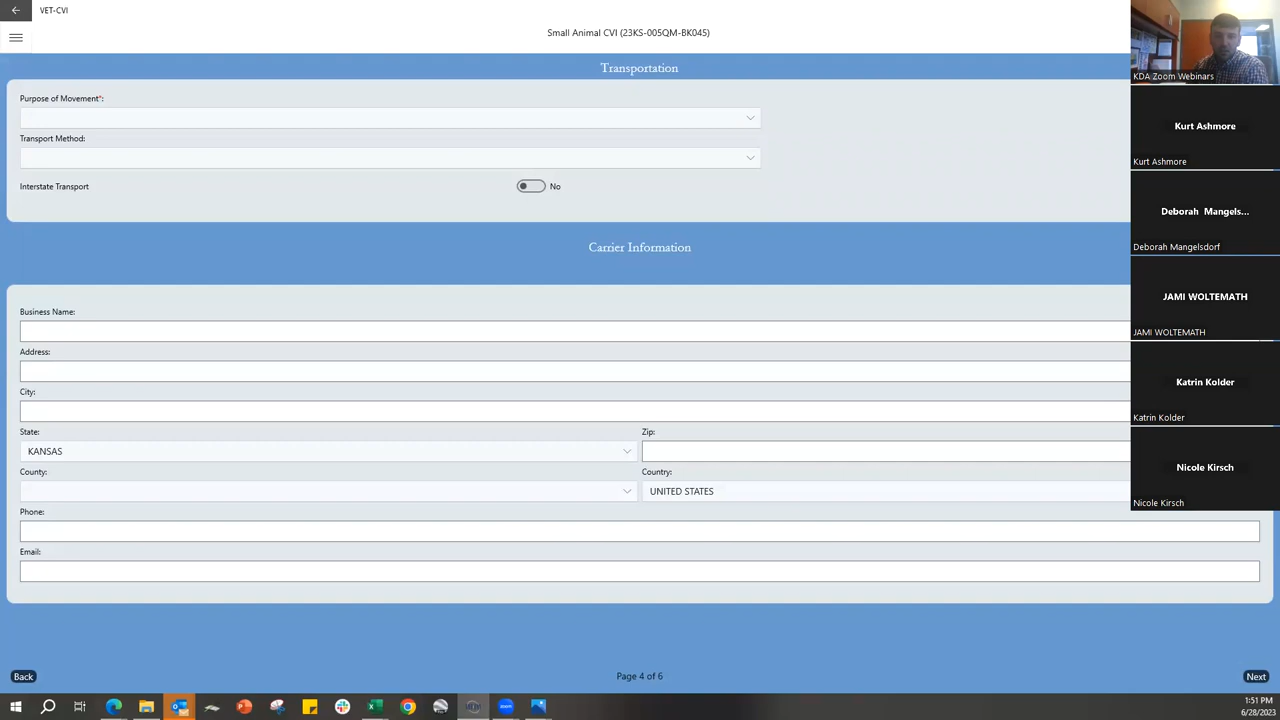 VET-CVI
Small Animal CVI (23KS-005QM-BK045)
Transportation
Purpose of Movement*:
Transport Method:
Interstate Transport
No
Carrier Information
Business Name:
Address:
City:
State:
Zip:
KANSAS
County:
Country:
UNITED STATES
Phone:
Email:
Back
Page 4 of 6
Next
KDA Zoom Webinars
Kurt Ashmore
Kurt Ashmore
Deborah Mangels...
Deborah Mangelsdorf
JAMI WOLTEMATH
JAMI WOLTEMATH
Katrin Kolder
Katrin Kolder
Nicole Kirsch
Nicole Kirsch
1:51 PM
6/28/2023